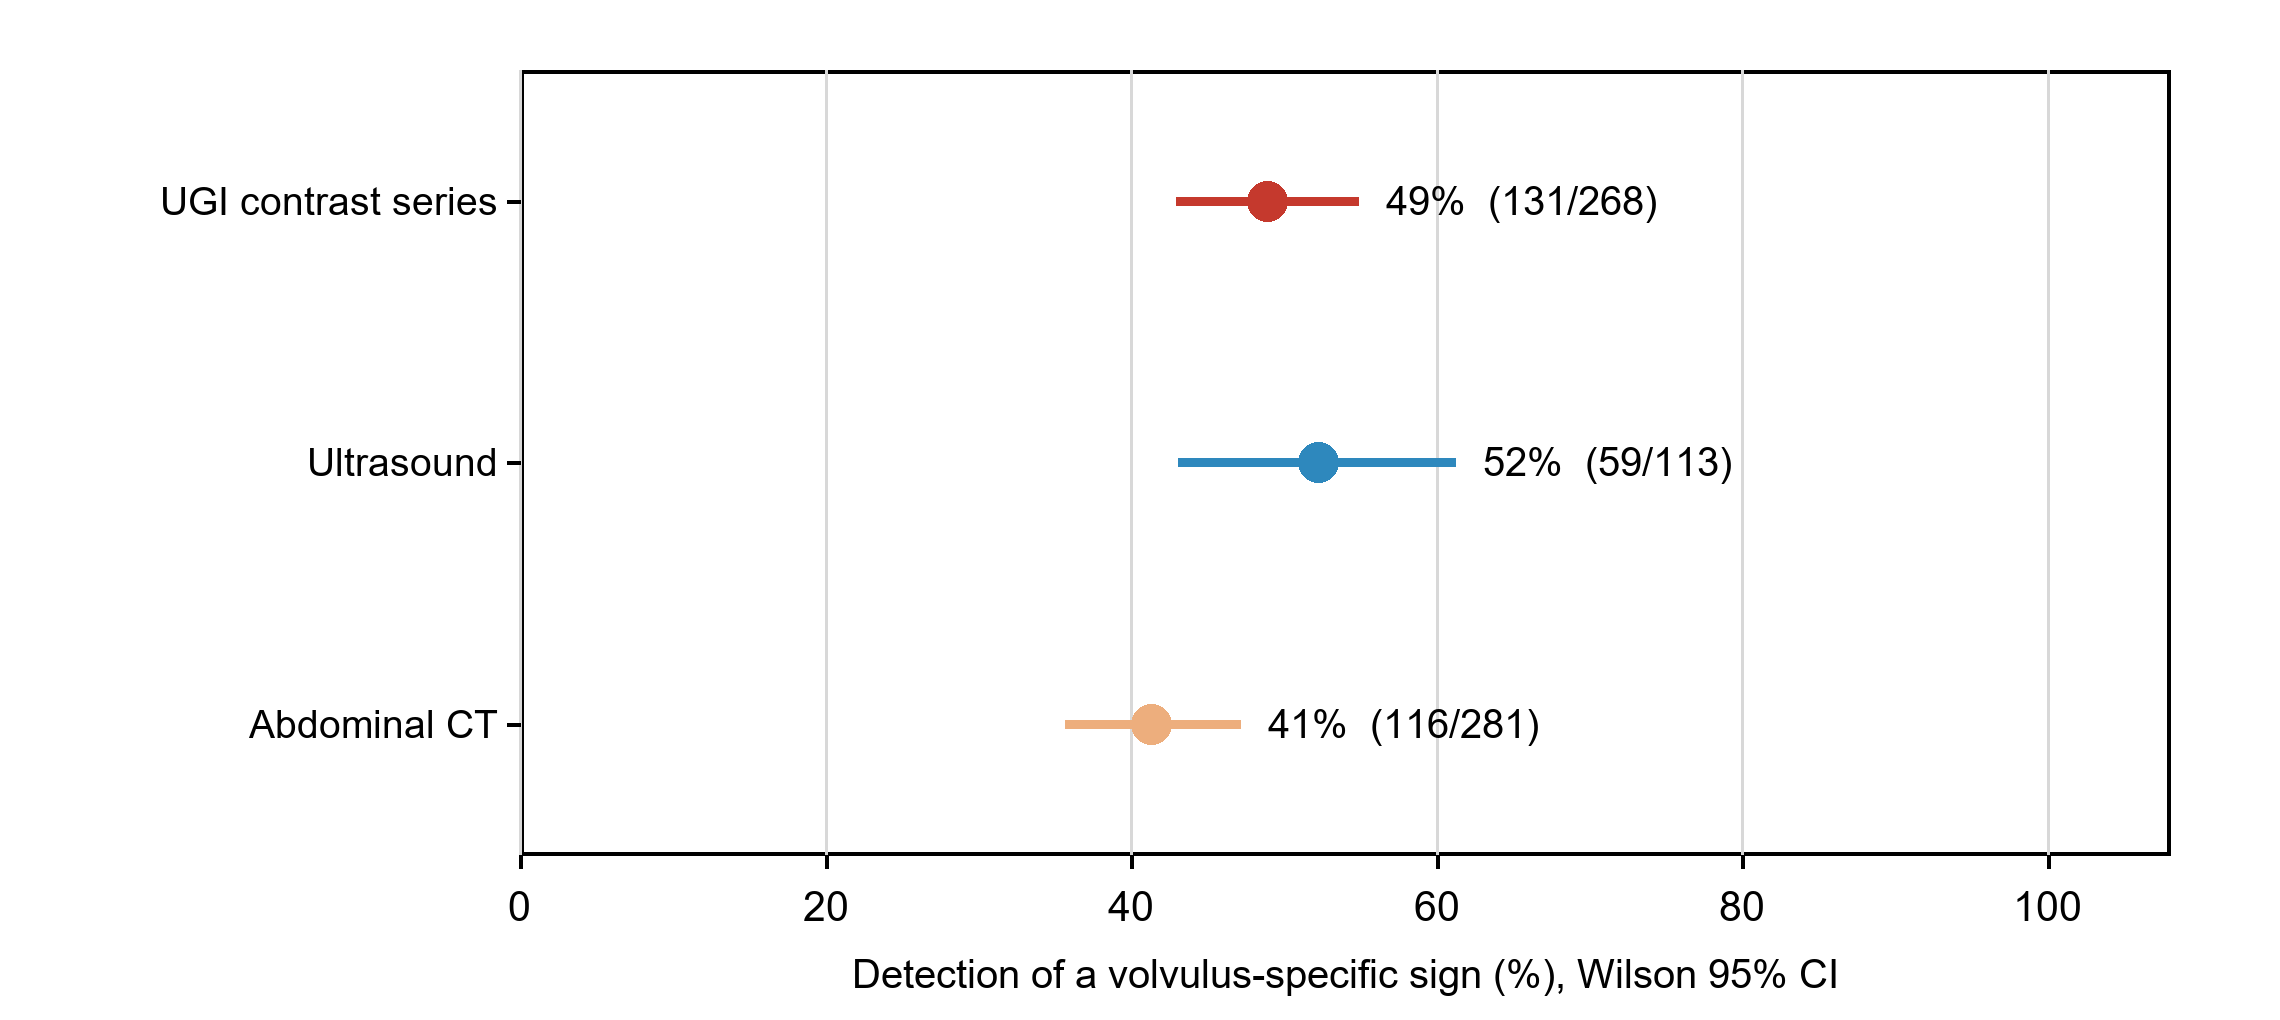 UGI contrast series
49% (131/268)
Ultrasound
52% (59/113)
Abdominal CT
41% (116/281)
0 20 40 60 80 100
Detection of a volvulus-specific sign (%), Wilson 95% CI